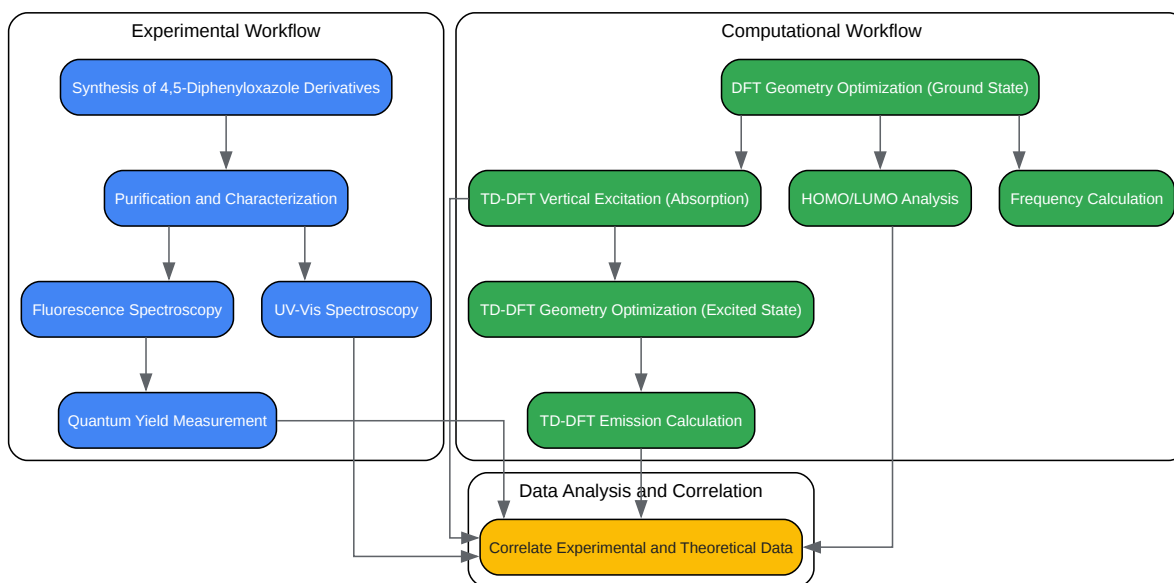 Experimental Workflow
Synthesis of 4,5-Diphenyloxazole Derivatives
Purification and Characterization
Fluorescence Spectroscopy
UV-Vis Spectroscopy
Quantum Yield Measurement
Computational Workflow
DFT Geometry Optimization (Ground State)
TD-DFT Vertical Excitation (Absorption)
HOMO/LUMO Analysis
Frequency Calculation
TD-DFT Geometry Optimization (Excited State)
TD-DFT Emission Calculation
Data Analysis and Correlation
Correlate Experimental and Theoretical Data